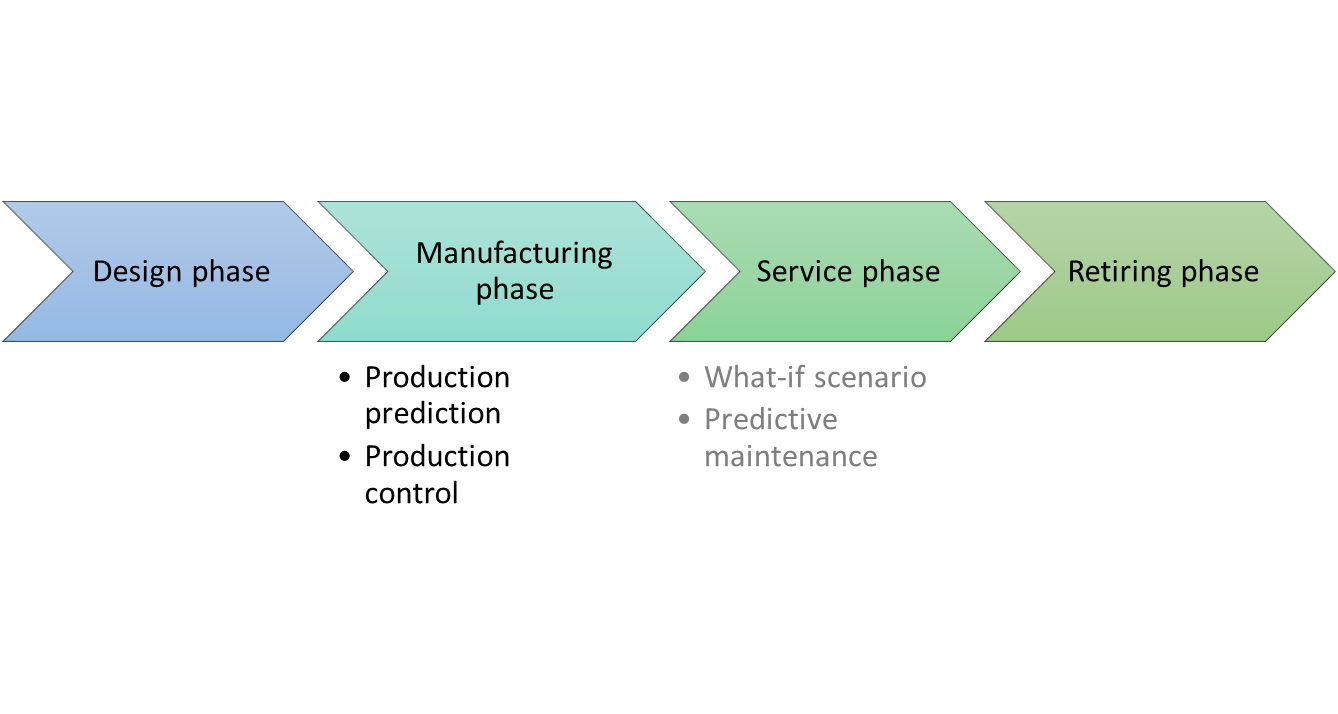 Design phase
Manufacturing
phase
Service phase
Retiring phase
• Production
prediction
• Production
control
• What-if scenario
• Predictive
maintenance